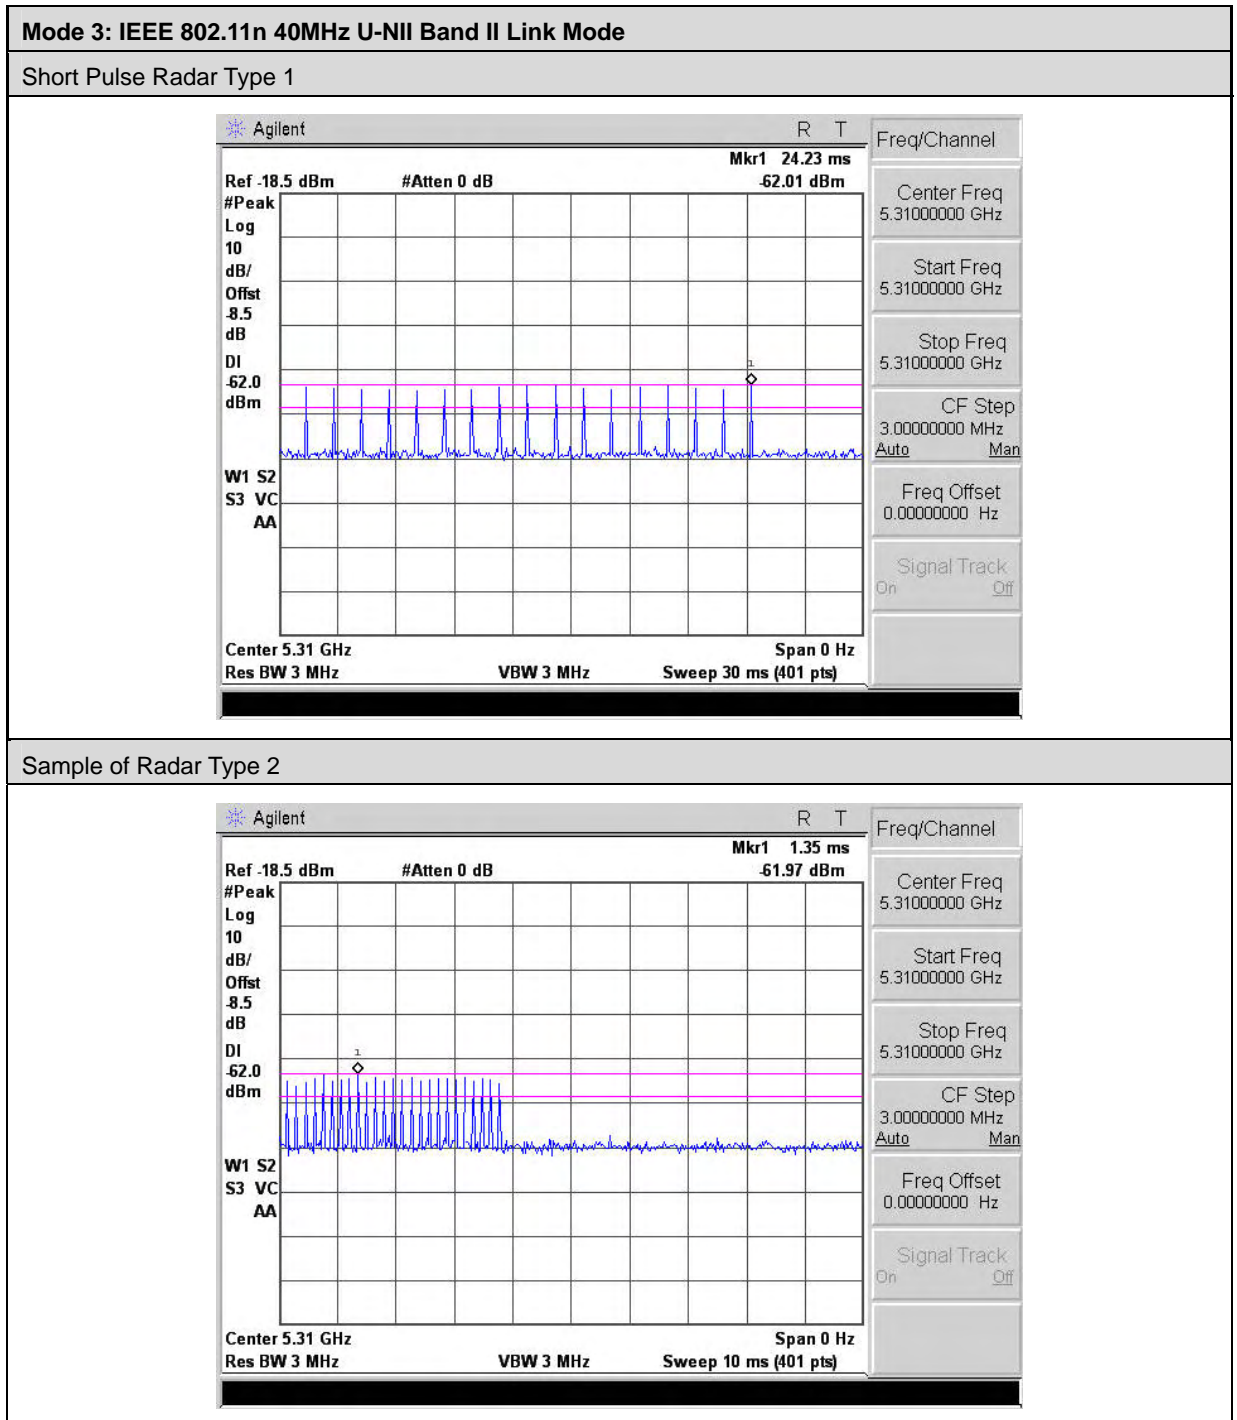 Mode 3: IEEE 802.11n 40MHz U-NII Band II Link Mode
Short Pulse Radar Type 1
Agilent R T
Mkr1 24.23 ms
Ref -18.5 dBm #Atten 0 dB -62.01 dBm
#Peak
Log
10
dB/
Offst
-8.5
dB
DI
-62.0
dBm
1
W1 S2
S3 VC
AA
Center 5.31 GHz Span 0 Hz
Res BW 3 MHz VBW 3 MHz Sweep 30 ms (401 pts)
Freq/Channel
Center Freq
5.31000000 GHz
Start Freq
5.31000000 GHz
Stop Freq
5.31000000 GHz
CF Step
3.00000000 MHz
Auto Man
Freq Offset
0.00000000 Hz
Signal Track
On Off
Sample of Radar Type 2
Agilent R T
Mkr1 1.35 ms
Ref -18.5 dBm #Atten 0 dB -61.97 dBm
#Peak
Log
10
dB/
Offst
-8.5
dB
DI
-62.0
dBm
1
W1 S2
S3 VC
AA
Center 5.31 GHz Span 0 Hz
Res BW 3 MHz VBW 3 MHz Sweep 10 ms (401 pts)
Freq/Channel
Center Freq
5.31000000 GHz
Start Freq
5.31000000 GHz
Stop Freq
5.31000000 GHz
CF Step
3.00000000 MHz
Auto Man
Freq Offset
0.00000000 Hz
Signal Track
On Off